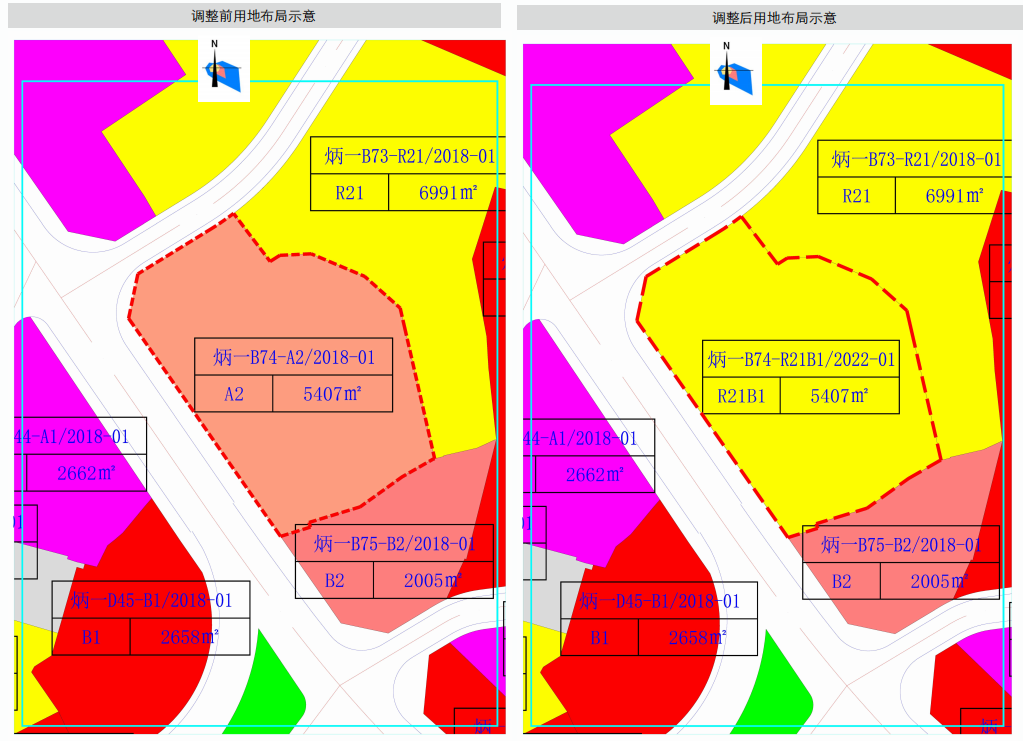 调整前用地布局示意
N
炳一B73-R21/2018-01
R21 6991㎡
炳一B74-A2/2018-01
A2 5407㎡
44-A1/2018-01
2662㎡
01
炳一B75-B2/2018-01
B2 2005㎡
炳一D45-B1/2018-01
B1 2658㎡
炳
调整后用地布局示意
N
炳一B73-R21/2018-01
R21 6991㎡
炳一B74-R21B1/2022-01
R21B1 5407㎡
44-A1/2018-01
2662㎡
01
炳一B75-B2/2018-01
B2 2005㎡
炳一D45-B1/2018-01
B1 2658㎡
炳